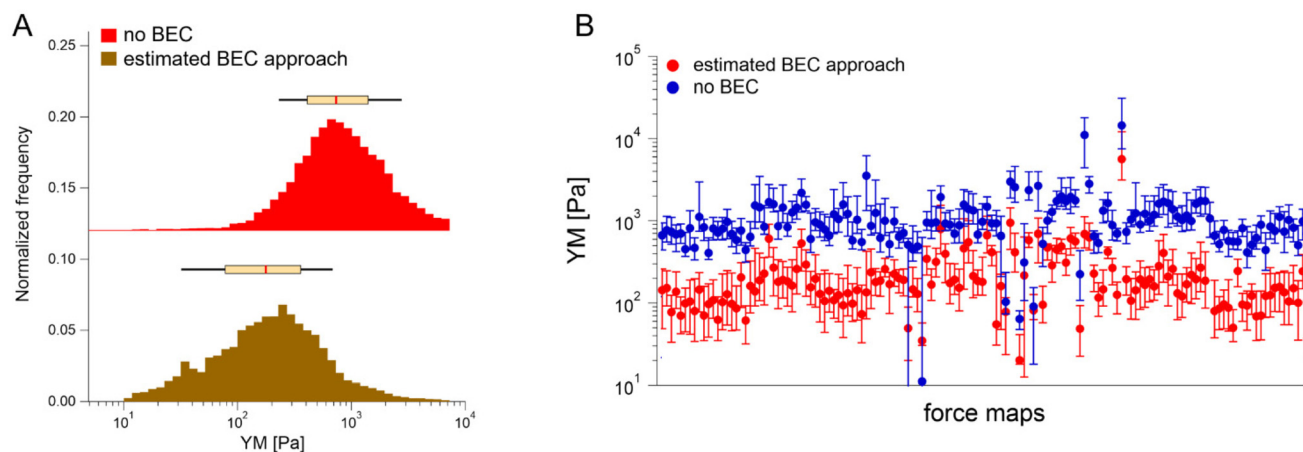 A
no BEC
estimated BEC approach
Normalized frequency
0.25
0.20
0.15
0.10
0.05
0.00
10¹
10²
10³
10⁴
YM [Pa]
B
estimated BEC approach
no BEC
YM [Pa]
10⁵
10⁴
10³
10²
10¹
force maps